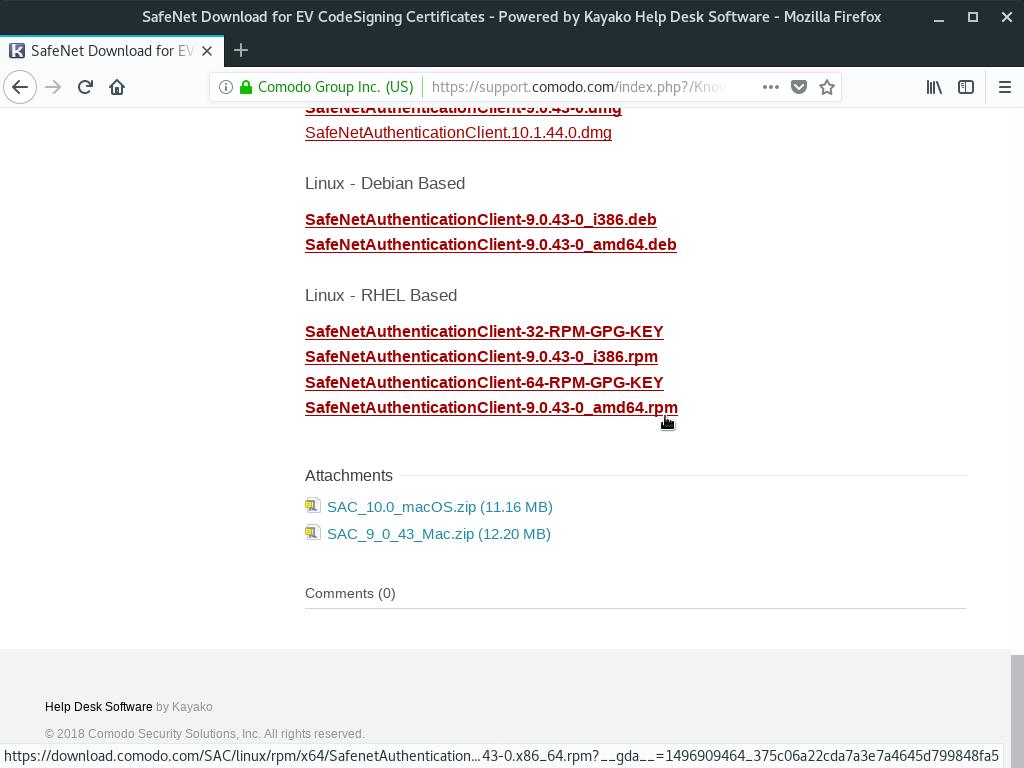 SafeNet Download for EV CodeSigning Certificates - Powered by Kayako Help Desk Software - Mozilla Firefox
SafeNet Download for EV
Comodo Group Inc. (US)
https://support.comodo.com/index.php?/Know
SafeNetAuthenticationClient-9.0.43-0.dmg
SafeNetAuthenticationClient.10.1.44.0.dmg
Linux - Debian Based
SafeNetAuthenticationClient-9.0.43-0_i386.deb
SafeNetAuthenticationClient-9.0.43-0_amd64.deb
Linux - RHEL Based
SafeNetAuthenticationClient-32-RPM-GPG-KEY
SafeNetAuthenticationClient-9.0.43-0_i386.rpm
SafeNetAuthenticationClient-64-RPM-GPG-KEY
SafeNetAuthenticationClient-9.0.43-0_amd64.rpm
Attachments
SAC_10.0_macOS.zip (11.16 MB)
SAC_9_0_43_Mac.zip (12.20 MB)
Comments (0)
Help Desk Software by Kayako
© 2018 Comodo Security Solutions, Inc. All rights reserved.
https://download.comodo.com/SAC/linux/rpm/x64/SafenetAuthentication...43-0.x86_64.rpm?__gda__=1496909464_375c06a22cda7a3e7a4645d799848fa5